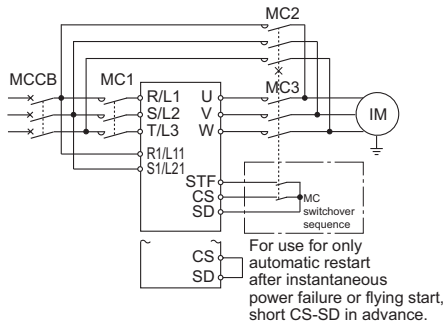 MC2
MCCB MC1
MC3
R/L1 U
S/L2 V
T/L3 W
IM
R1/L11
S1/L21
STF
CS
SD
MC
switchover
sequence
CS
SD
For use for only
automatic restart
after instantaneous
power failure or flying start,
short CS-SD in advance.